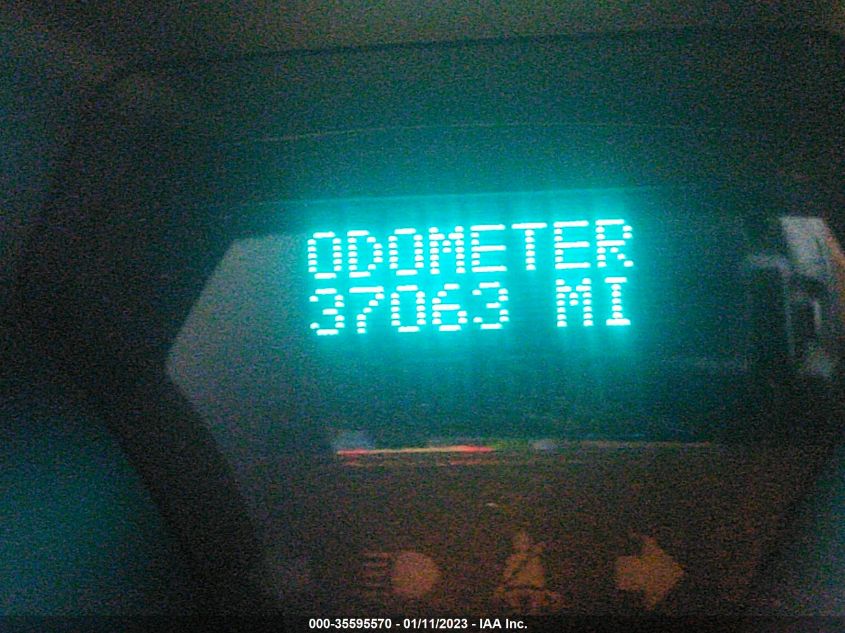 ODOMETER
37063 MI
000-35595570 - 01/11/2023 - IAA Inc.